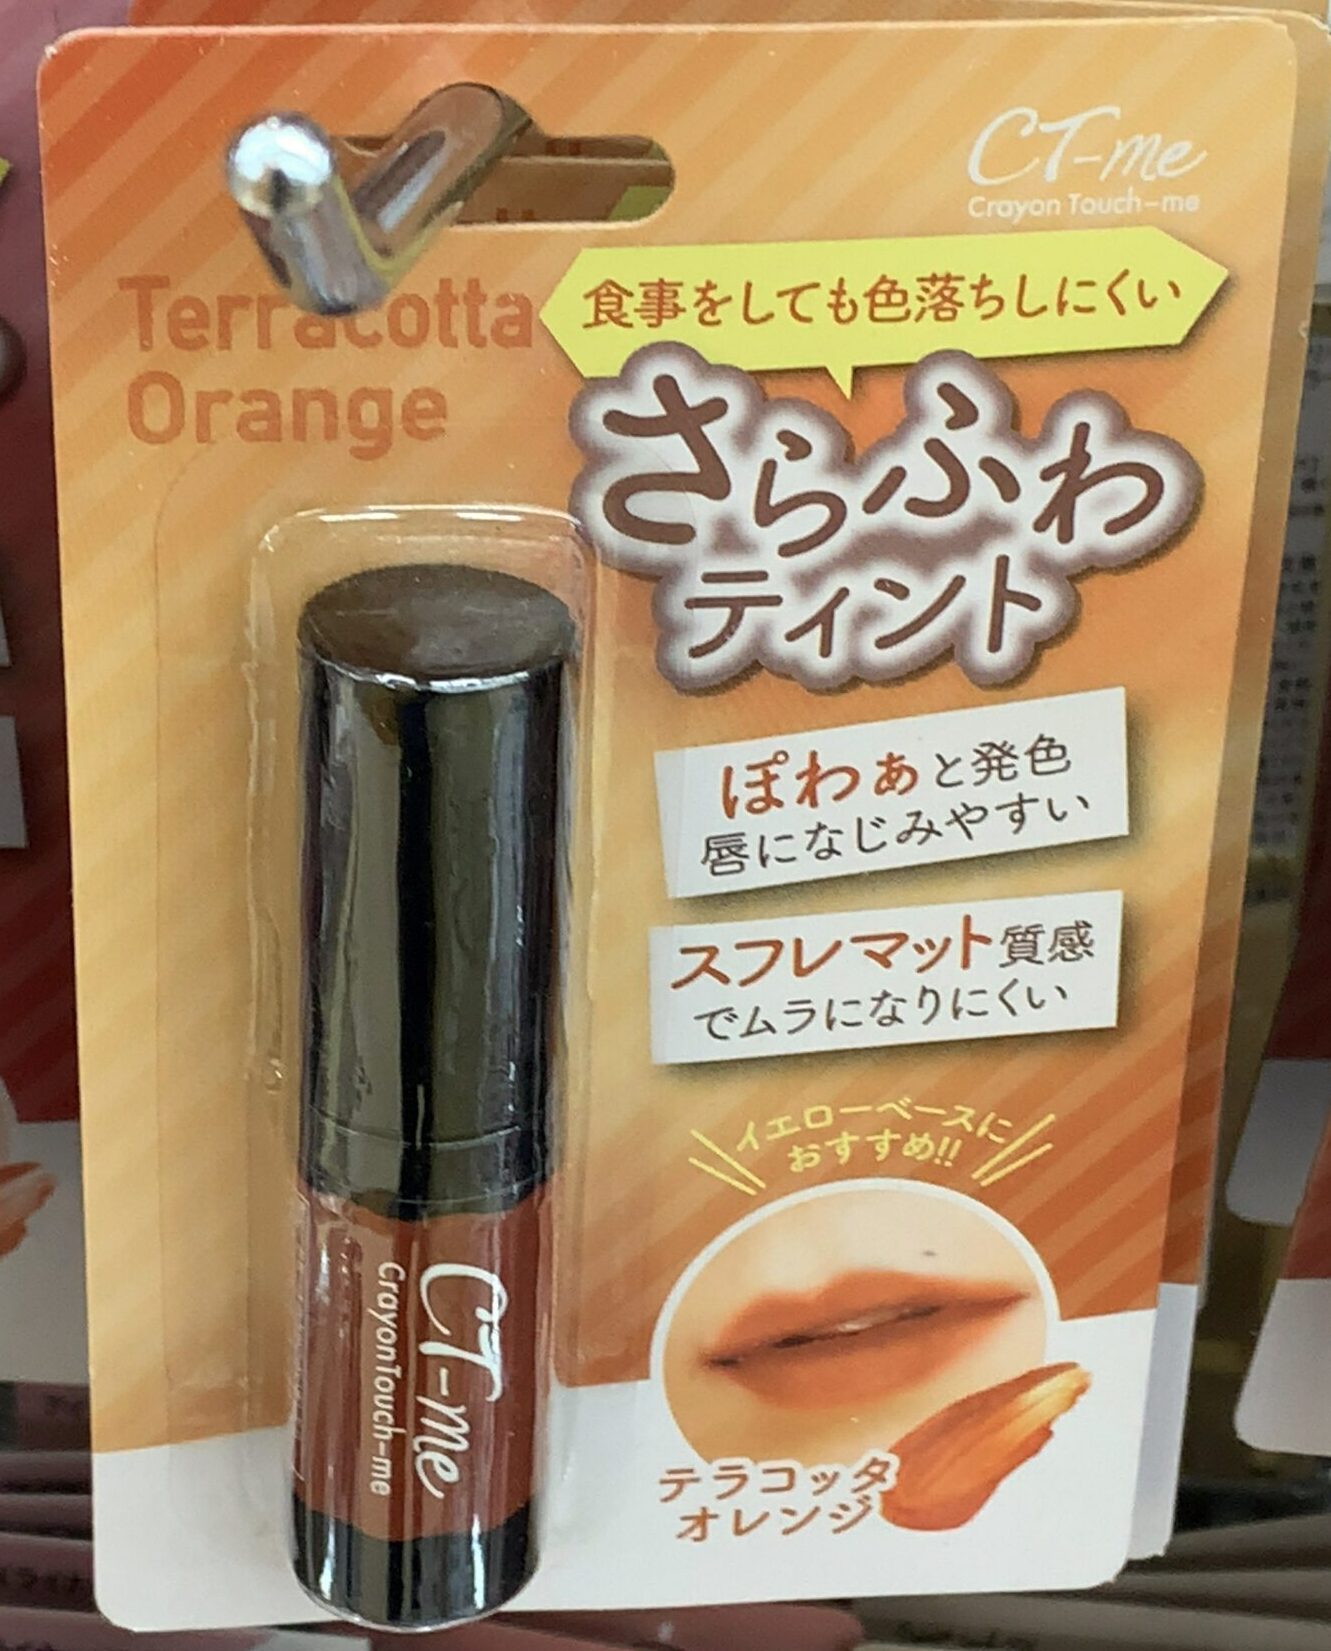 CT-me
Crayon Touch-me
Terracotta
Orange
食事をしても色落ちしにくい
さらふわ
ティント
ぽわぁと発色
唇になじみやすい
スフレマット質感
でムラになりにくい
イエローベースに
おすすめ!!
テラコッタ
オレンジ
CT-me
CrayonTouch-me